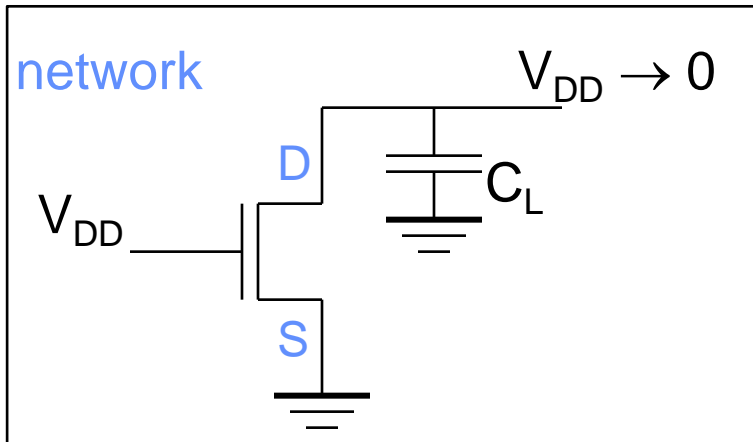 network
V_DD → 0
D
C_L
V_DD
S